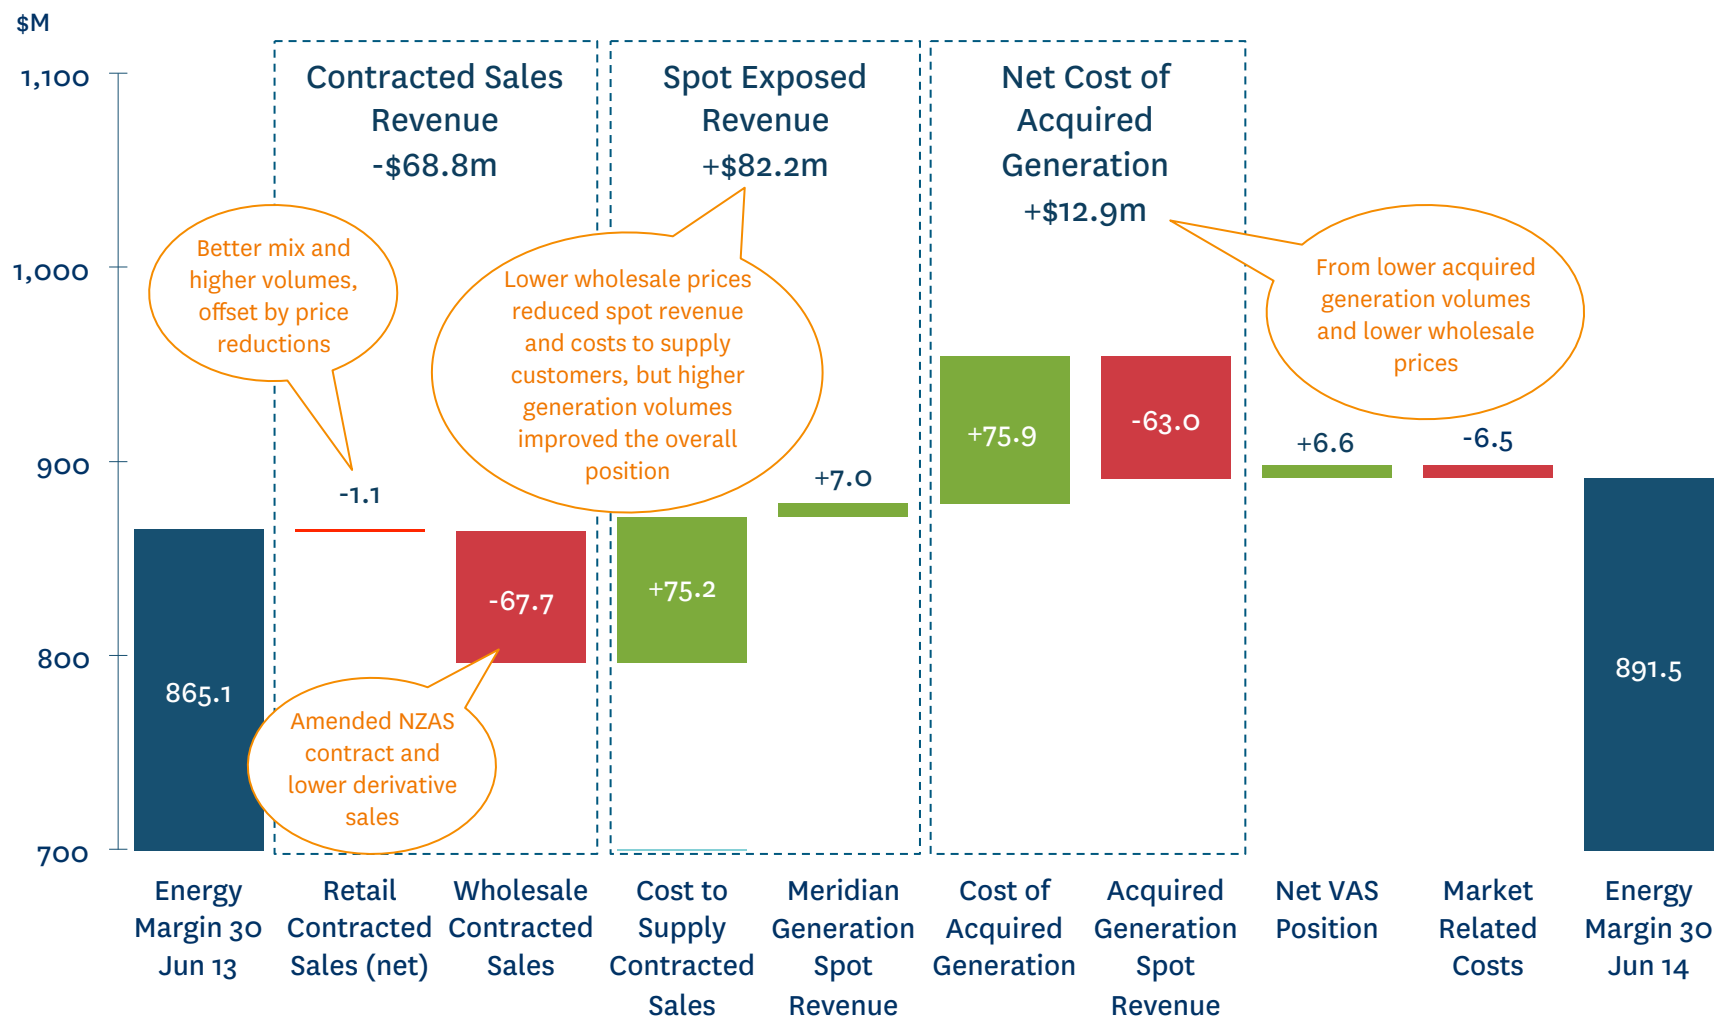 $M
1,100
1,000
900
800
700
Contracted Sales
Revenue
-$68.8m
Spot Exposed
Revenue
+$82.2m
Net Cost of
Acquired
Generation
+$12.9m
Better mix and
higher volumes,
offset by price
reductions
Lower wholesale prices
reduced spot revenue
and costs to supply
customers, but higher
generation volumes
improved the overall
position
From lower acquired
generation volumes
and lower wholesale
prices
Amended NZAS
contract and
lower derivative
sales
865.1
-1.1
-67.7
+75.2
+7.0
+75.9
-63.0
+6.6
-6.5
891.5
Energy
Margin 30
Jun 13
Retail
Contracted
Sales (net)
Wholesale
Contracted
Sales
Cost to
Supply
Contracted
Sales
Meridian
Generation
Spot
Revenue
Cost of
Acquired
Generation
Acquired
Generation
Spot
Revenue
Net VAS
Position
Market
Related
Costs
Energy
Margin 30
Jun 14